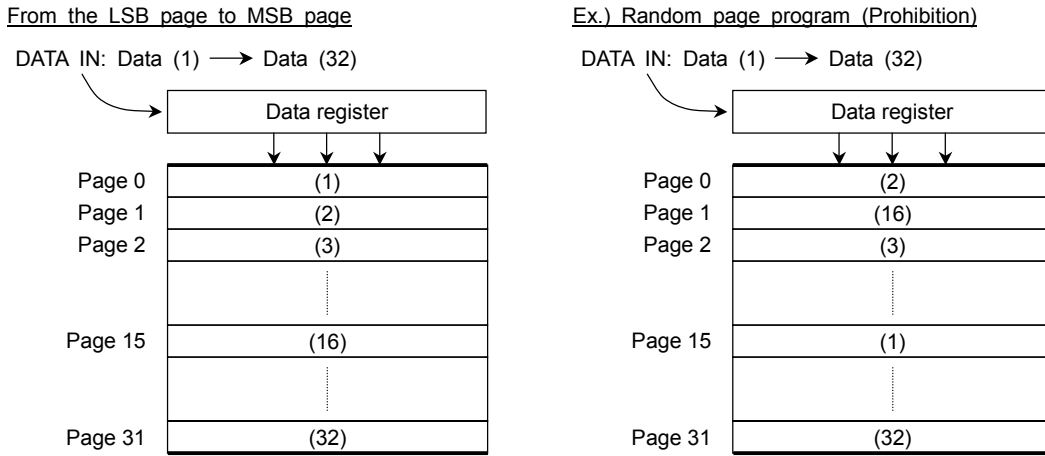 From the LSB page to MSB page
DATA IN: Data (1) → Data (32)
Data register
Page 0 (1)
Page 1 (2)
Page 2 (3)
Page 15 (16)
Page 31 (32)
Ex.) Random page program (Prohibition)
DATA IN: Data (1) → Data (32)
Data register
Page 0 (2)
Page 1 (16)
Page 2 (3)
Page 15 (1)
Page 31 (32)